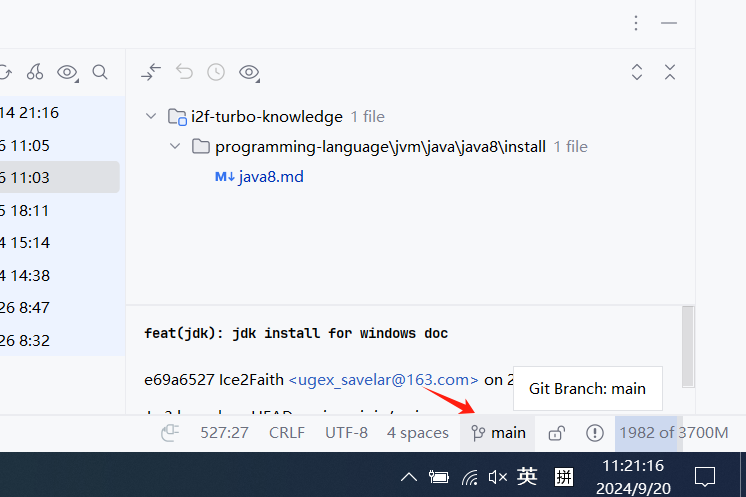 14 21:16
6 11:05
6 11:03
5 18:11
4 15:14
4 14:38
26 8:47
26 8:32
i2f-turbo-knowledge 1 file
programming-language\jvm\java\java8\install 1 file
M↓ java8.md
feat(jdk): jdk install for windows doc
e69a6527 Ice2Faith <ugex_savelar@163.com> on 2
Git Branch: main
527:27 CRLF UTF-8 4 spaces main 1982 of 3700M
英 拼 11:21:16
2024/9/20